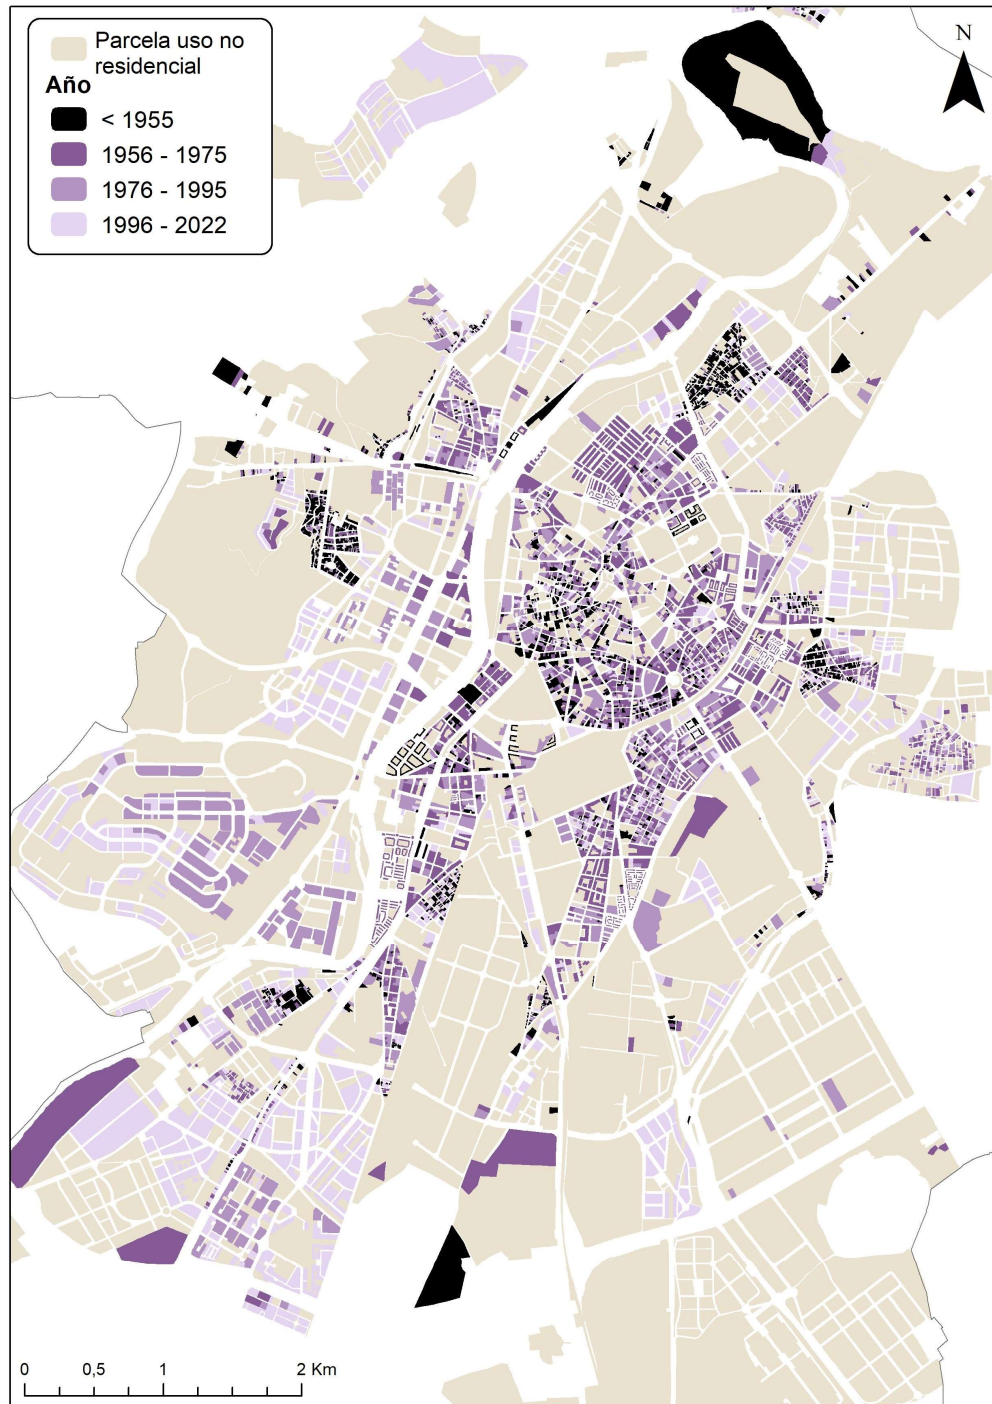 Parcela uso no
residencial
Año
< 1955
1956 - 1975
1976 - 1995
1996 - 2022
N
0 0,5 1 2 Km